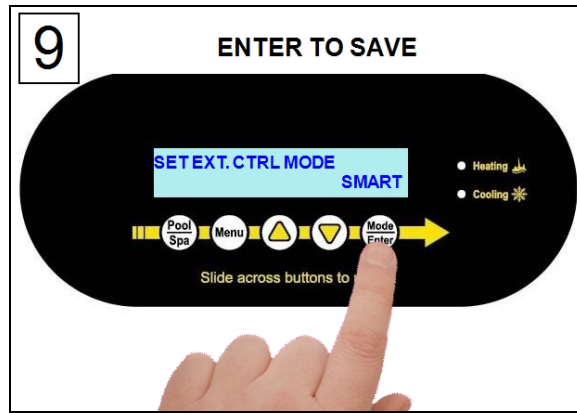 9
ENTER TO SAVE
SET EXT. CTRL MODE
SMART
Heating
Cooling
Pool
Spa
Menu
Mode
Enter
Slide across buttons to